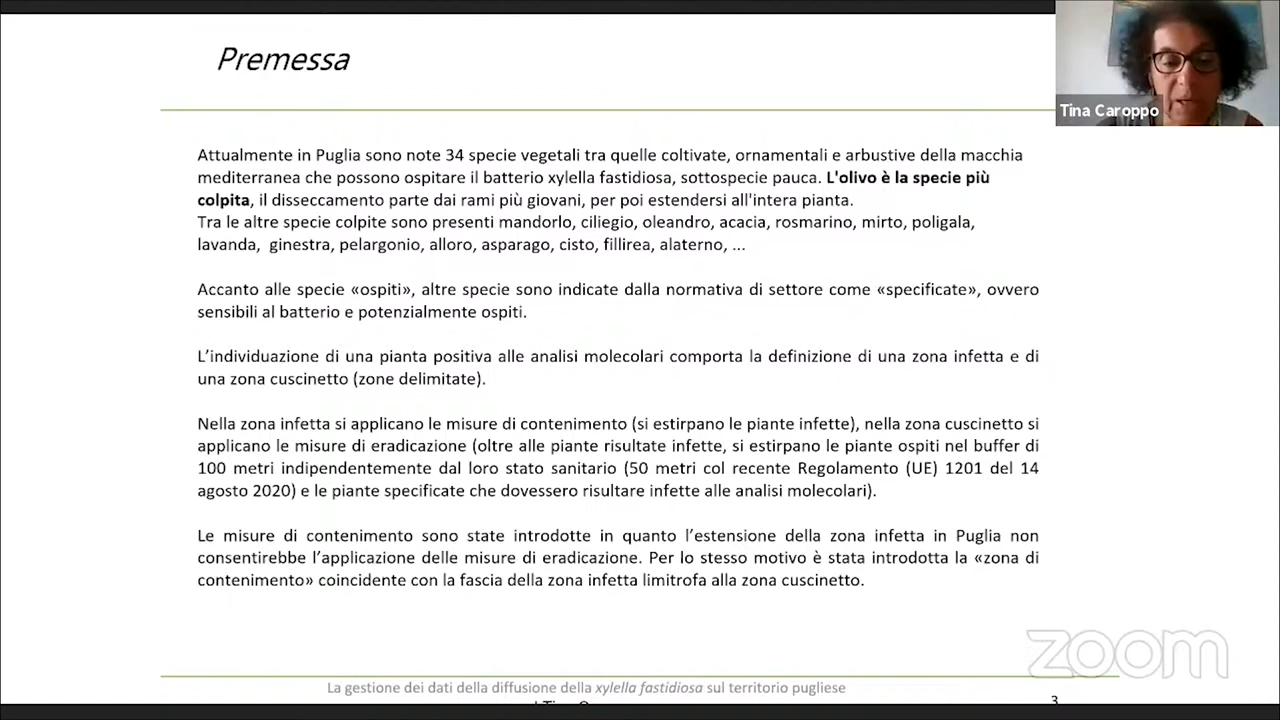 Premessa
Tina Caroppo
Attualmente in Puglia sono note 34 specie vegetali tra quelle coltivate, ornamentali e arbustive della macchia
mediterranea che possono ospitare il batterio xylella fastidiosa, sottospecie pauca. L'olivo è la specie più
colpita, il disseccamento parte dai rami più giovani, per poi estendersi all'intera pianta.
Tra le altre specie colpite sono presenti mandorlo, ciliegio, oleandro, acacia, rosmarino, mirto, poligala,
lavanda, ginestra, pelargonio, alloro, asparago, cisto, fillirea, alaterno, ...
Accanto alle specie «ospiti», altre specie sono indicate dalla normativa di settore come «specificate», ovvero
sensibili al batterio e potenzialmente ospiti.
L’individuazione di una pianta positiva alle analisi molecolari comporta la definizione di una zona infetta e di
una zona cuscinetto (zone delimitate).
Nella zona infetta si applicano le misure di contenimento (si estirpano le piante infette), nella zona cuscinetto si
applicano le misure di eradicazione (oltre alle piante risultate infette, si estirpano le piante ospiti nel buffer di
100 metri indipendentemente dal loro stato sanitario (50 metri col recente Regolamento (UE) 1201 del 14
agosto 2020) e le piante specificate che dovessero risultare infette alle analisi molecolari).
Le misure di contenimento sono state introdotte in quanto l’estensione della zona infetta in Puglia non
consentirebbe l’applicazione delle misure di eradicazione. Per lo stesso motivo è stata introdotta la «zona di
contenimento» coincidente con la fascia della zona infetta limitrofa alla zona cuscinetto.
zoom
La gestione dei dati della diffusione della xylella fastidiosa sul territorio pugliese
3